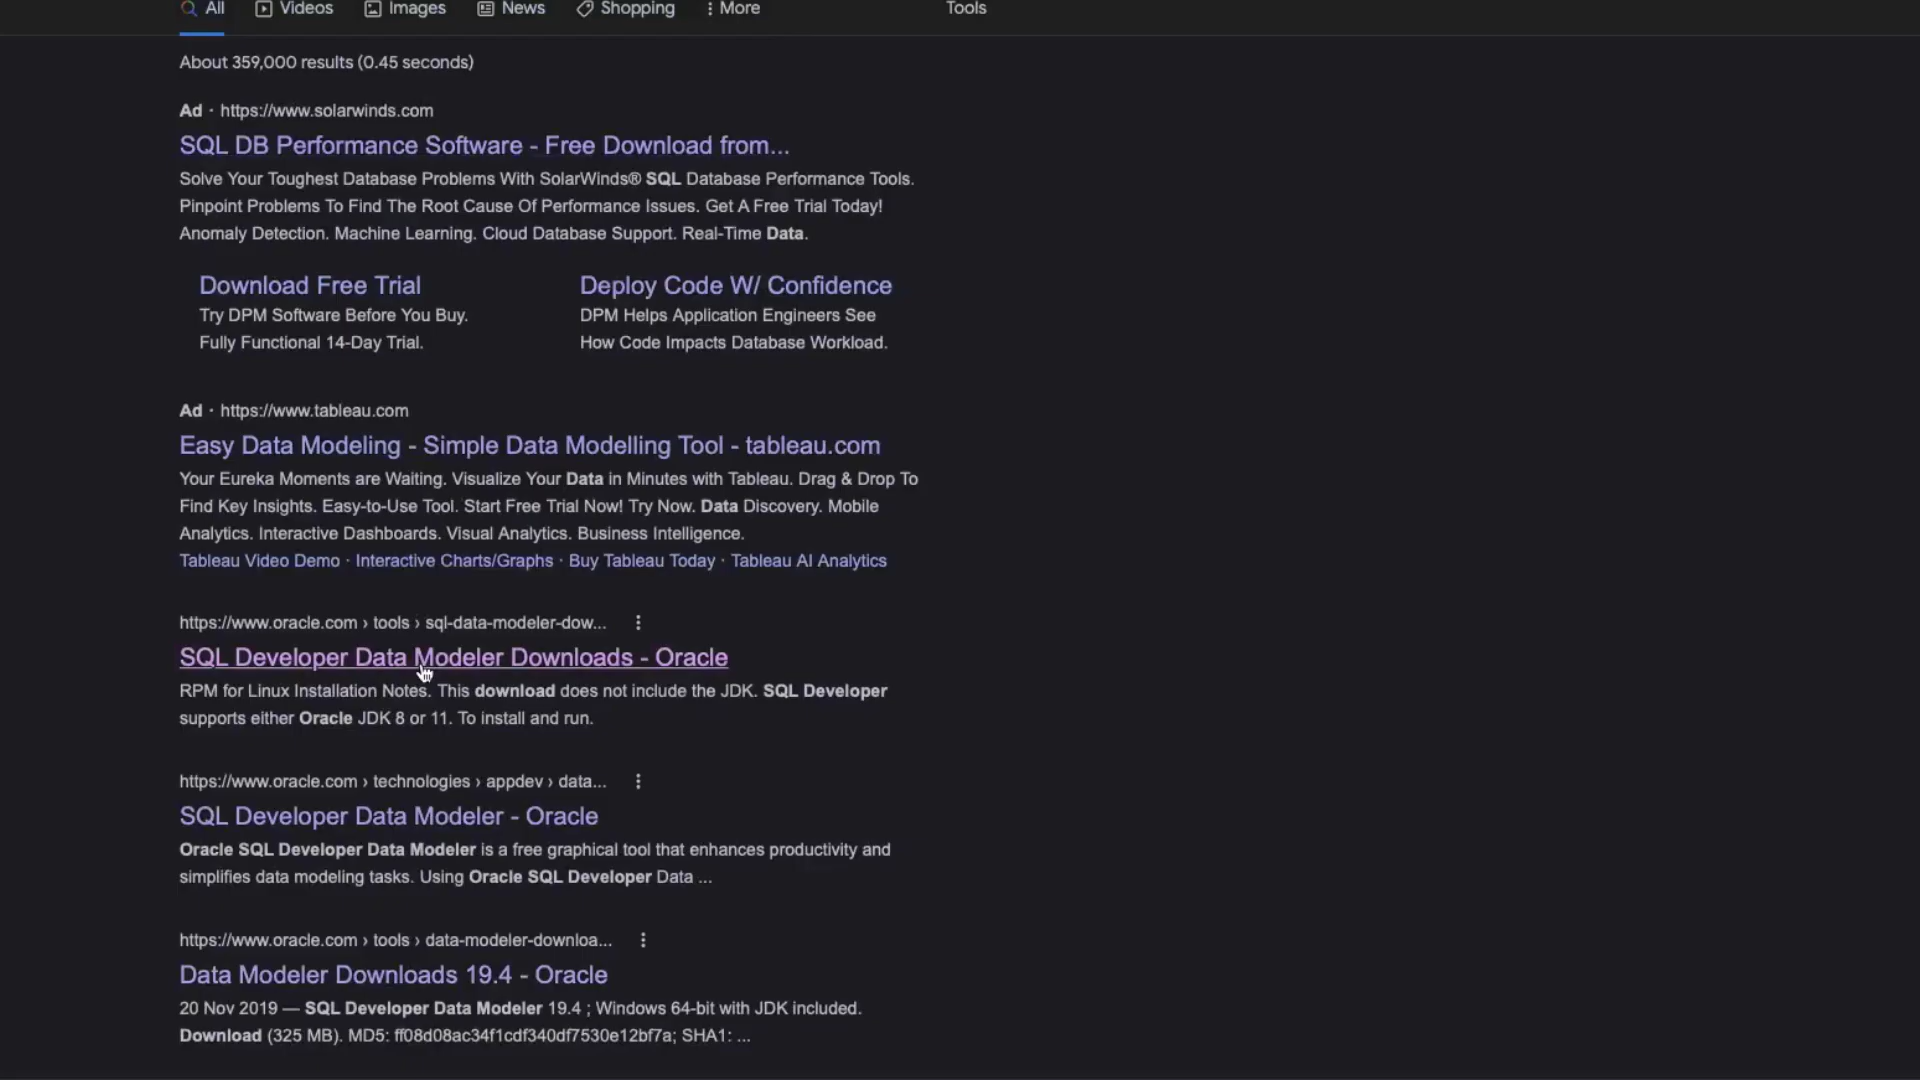 All Videos Images News Shopping More Tools
About 359,000 results (0.45 seconds)
Ad · https://www.solarwinds.com
SQL DB Performance Software - Free Download from...
Solve Your Toughest Database Problems With SolarWinds® SQL Database Performance Tools.
Pinpoint Problems To Find The Root Cause Of Performance Issues. Get A Free Trial Today!
Anomaly Detection. Machine Learning. Cloud Database Support. Real-Time Data.
Download Free Trial
Try DPM Software Before You Buy.
Fully Functional 14-Day Trial.
Deploy Code W/ Confidence
DPM Helps Application Engineers See
How Code Impacts Database Workload.
Ad · https://www.tableau.com
Easy Data Modeling - Simple Data Modelling Tool - tableau.com
Your Eureka Moments are Waiting. Visualize Your Data in Minutes with Tableau. Drag & Drop To
Find Key Insights. Easy-to-Use Tool. Start Free Trial Now! Try Now. Data Discovery. Mobile
Analytics. Interactive Dashboards. Visual Analytics. Business Intelligence.
Tableau Video Demo · Interactive Charts/Graphs · Buy Tableau Today · Tableau AI Analytics
https://www.oracle.com › tools › sql-data-modeler-dow...
SQL Developer Data Modeler Downloads - Oracle
RPM for Linux Installation Notes. This download does not include the JDK. SQL Developer
supports either Oracle JDK 8 or 11. To install and run.
https://www.oracle.com › technologies › appdev › data...
SQL Developer Data Modeler - Oracle
Oracle SQL Developer Data Modeler is a free graphical tool that enhances productivity and
simplifies data modeling tasks. Using Oracle SQL Developer Data ...
https://www.oracle.com › tools › data-modeler-downloa...
Data Modeler Downloads 19.4 - Oracle
20 Nov 2019 — SQL Developer Data Modeler 19.4 ; Windows 64-bit with JDK included.
Download (325 MB). MD5: ff08d08ac34f1cdf340df7530e12bf7a; SHA1: ...